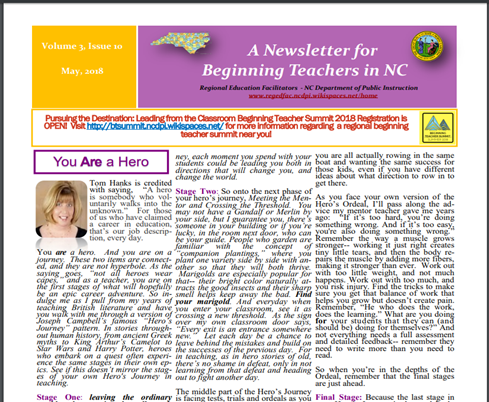 Volume 3, Issue 10
May, 2018
A Newsletter for
Beginning Teachers in NC
Regional Education Facilitators - NC Department of Public Instruction
www.regedfac.ncdpi.wikispaces.net/home
Pursuing the Destination: Leading from the Classroom Beginning Teacher Summit 2018 Registration is
OPEN! Visit http://btsummit.ncdpi.wikispaces.net/ for more information regarding a regional beginning
teacher summit near you!
You Are a Hero
Tom Hanks is credited
with saying, "A hero
is somebody who vol-
untarily walks into the
unknown." For those
of us who have claimed
a career in education,
that's our job descrip-
tion, every day.
You are a hero. And you are on a
journey. These two items are connect-
ed, and they are not hyperbole. As the
saying goes, "not all heroes wear
capes," and as a teacher, you are on
the first stages of what will hopefully
be an epic career adventure. So in-
dulge me as I pull from my years of
teaching British literature, and
you walk with me through a version of
Joseph Campbell's famous "Hero's
Journey" pattern. In stories through-
out human history, from ancient Greek
myths to King Arthur's Camelot to
Star Wars and Harry Potter, heroes
who embark on a quest often experi-
ence the same stages in their own ep-
ics. See if this doesn't mirror the stag-
es of your own Hero's Journey in
teaching.
Stage One: leaving the ordinary
ney, each moment you spend with your
students could be leading you both in
directions that will change you, and
change the world.
Stage Two: So onto the next phase of
your hero's journey, Meeting the Men-
tor and Crossing the Threshold. You
may not have a Gandalf or Merlin by
your side, but I guarantee you, there's
someone in your building or if you're
lucky, in the room next door, who can
be your guide. People who garden are
familiar with the concept of
"companion plantings," where you
plant one variety side by side with an-
other so that they will both thrive.
Marigolds are especially popular for
that-- their bright color naturally at-
tracts the good insects and their sharp
smell helps keep away the bad. Find
your marigold. And everyday when
you enter your classroom, see it as
crossing a new threshold. As the sign
over my own classroom door says,
"Every exit is an entrance somewhere
new." Let each day be a chance to
leave behind the mistakes and build on
the successes of the previous day. For
in teaching, as in hero stories of old,
there's no shame in defeat, only in not
learning from that defeat and heading
out to fight another day.
The middle part of the Hero's Journey
is facing tests, trials and ordeals as you
you are all actually rowing in the same
boat and wanting the same success for
those kids, even if you have different
ideas about what direction to row in to
get there.
As you face your own version of the
Hero's Ordeal, I'll pass along the ad-
vice my mentor teacher gave me years
ago: "If it's too hard, you're doing
something wrong. And if it's too easy,
you're also doing something wrong."
Remember the way a muscle grows
stronger-- working it just right creates
tiny little tears, and then the body re-
pairs the muscle by adding more fibers,
making it stronger than ever. Work out
with too little weight, and not much
happens. Work out with too much, and
you risk injury. Find the tricks to make
sure you get that balance of work that
helps you grow but doesn't create pain.
Remember, "He who does the work,
does the learning." What are you doing
for your students that they can (and
should be) doing for themselves?" And
not everything needs a full assessment
and detailed feedback-- remember they
need to write more than you need to
read.
So when you're in the depths of the
Ordeal, remember that the final stages
are just ahead.
Final Stage: Because the last stage in